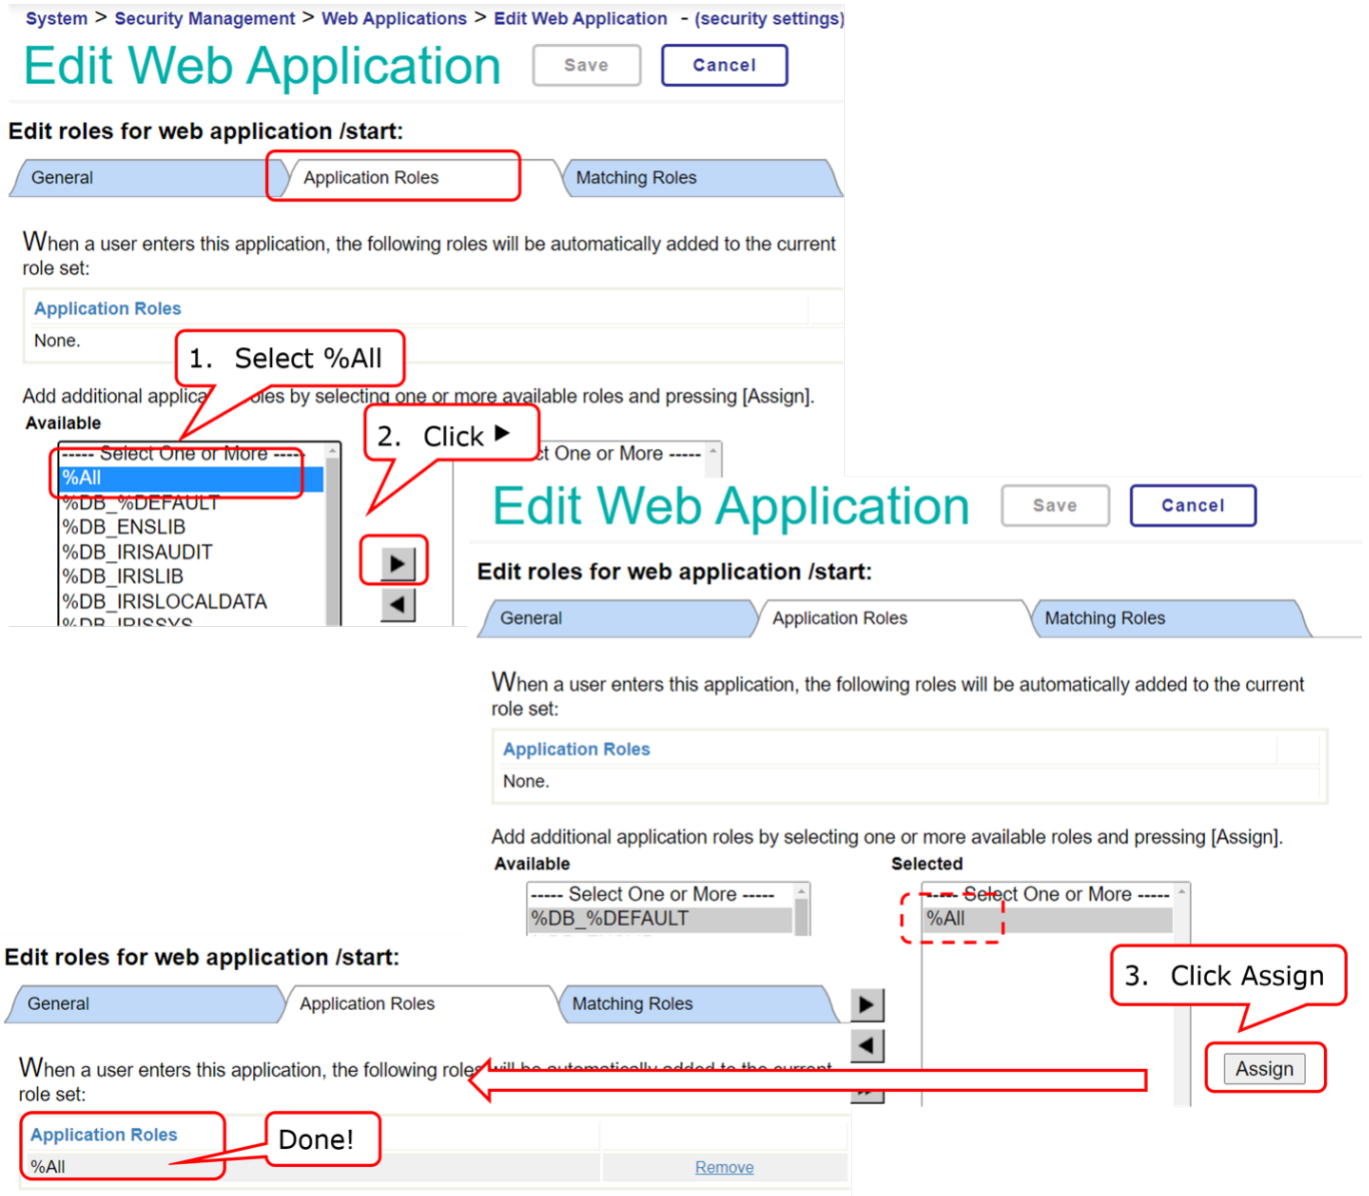 System > Security Management > Web Applications > Edit Web Application - (security settings)
Edit Web Application
Save
Cancel
Edit roles for web application /start:
General
Application Roles
Matching Roles
When a user enters this application, the following roles will be automatically added to the current
role set:
Application Roles
None.
1. Select %All
Add additional applica oles by selecting one or more available roles and pressing [Assign].
Available
2. Click ▶
----- Select One or More -----
ct One or More -----
%All
%DB_%DEFAULT
%DB_ENSLIB
%DB_IRISAUDIT
%DB_IRISLIB
%DB_IRISLOCALDATA
%DB_IRISSYS
Edit Web Application
Save
Cancel
Edit roles for web application /start:
General
Application Roles
Matching Roles
When a user enters this application, the following roles will be automatically added to the current
role set:
Application Roles
None.
Add additional application roles by selecting one or more available roles and pressing [Assign].
Available
Selected
----- Select One or More -----
----- Select One or More -----
%DB_%DEFAULT
%All
3. Click Assign
Assign
Edit roles for web application /start:
General
Application Roles
Matching Roles
When a user enters this application, the following roles will be automatically added to the current
role set:
Application Roles
Done!
%All
Remove